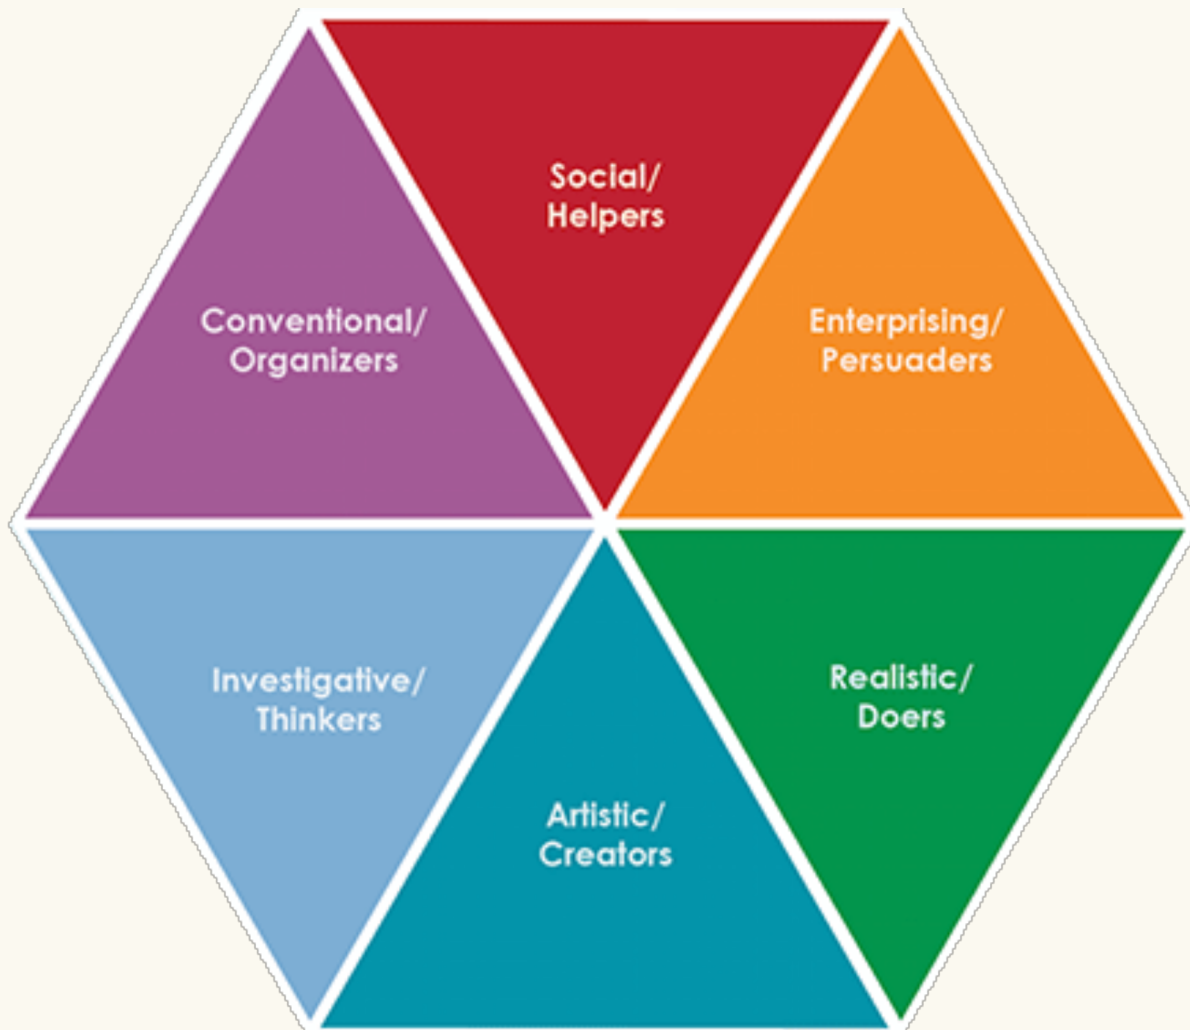 Social/
Helpers
Conventional/
Organizers
Enterprising/
Persuaders
Investigative/
Thinkers
Realistic/
Doers
Artistic/
Creators